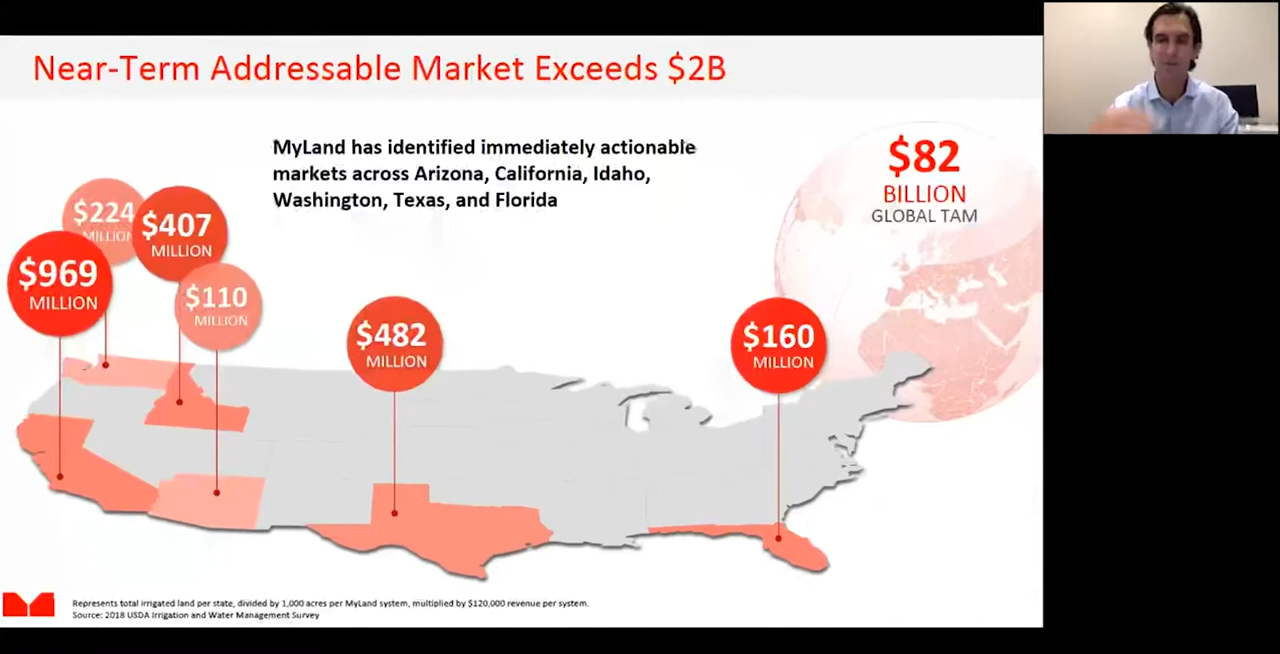 Near-Term Addressable Market Exceeds $2B
MyLand has identified immediately actionable
markets across Arizona, California, Idaho,
Washington, Texas, and Florida
$82
BILLION
GLOBAL TAM
$224
MILLION
$407
MILLION
$969
MILLION
$110
MILLION
$482
MILLION
$160
MILLION
Represents total irrigated land per state, divided by 1,000 acres per MyLand system, multiplied by $120,000 revenue per system.
Source: 2018 USDA Irrigation and Water Management Survey